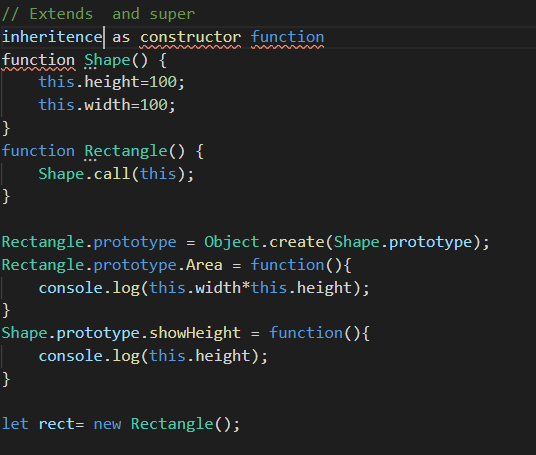 // Extends  and super
inheritence as constructor function
function Shape() {
    this.height=100;
    this.width=100;
}
function Rectangle() {
    Shape.call(this);
}
Rectangle.prototype = Object.create(Shape.prototype);
Rectangle.prototype.Area = function(){
    console.log(this.width*this.height);
}
Shape.prototype.showHeight = function(){
    console.log(this.height);
}
let rect= new Rectangle();